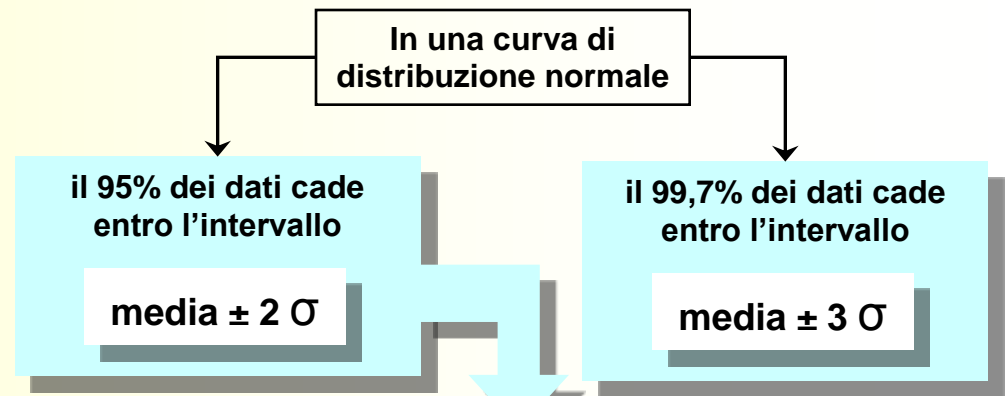 In una curva di
distribuzione normale
il 95% dei dati cade
entro l’intervallo
media ± 2 σ
il 99,7% dei dati cade
entro l’intervallo
media ± 3 σ